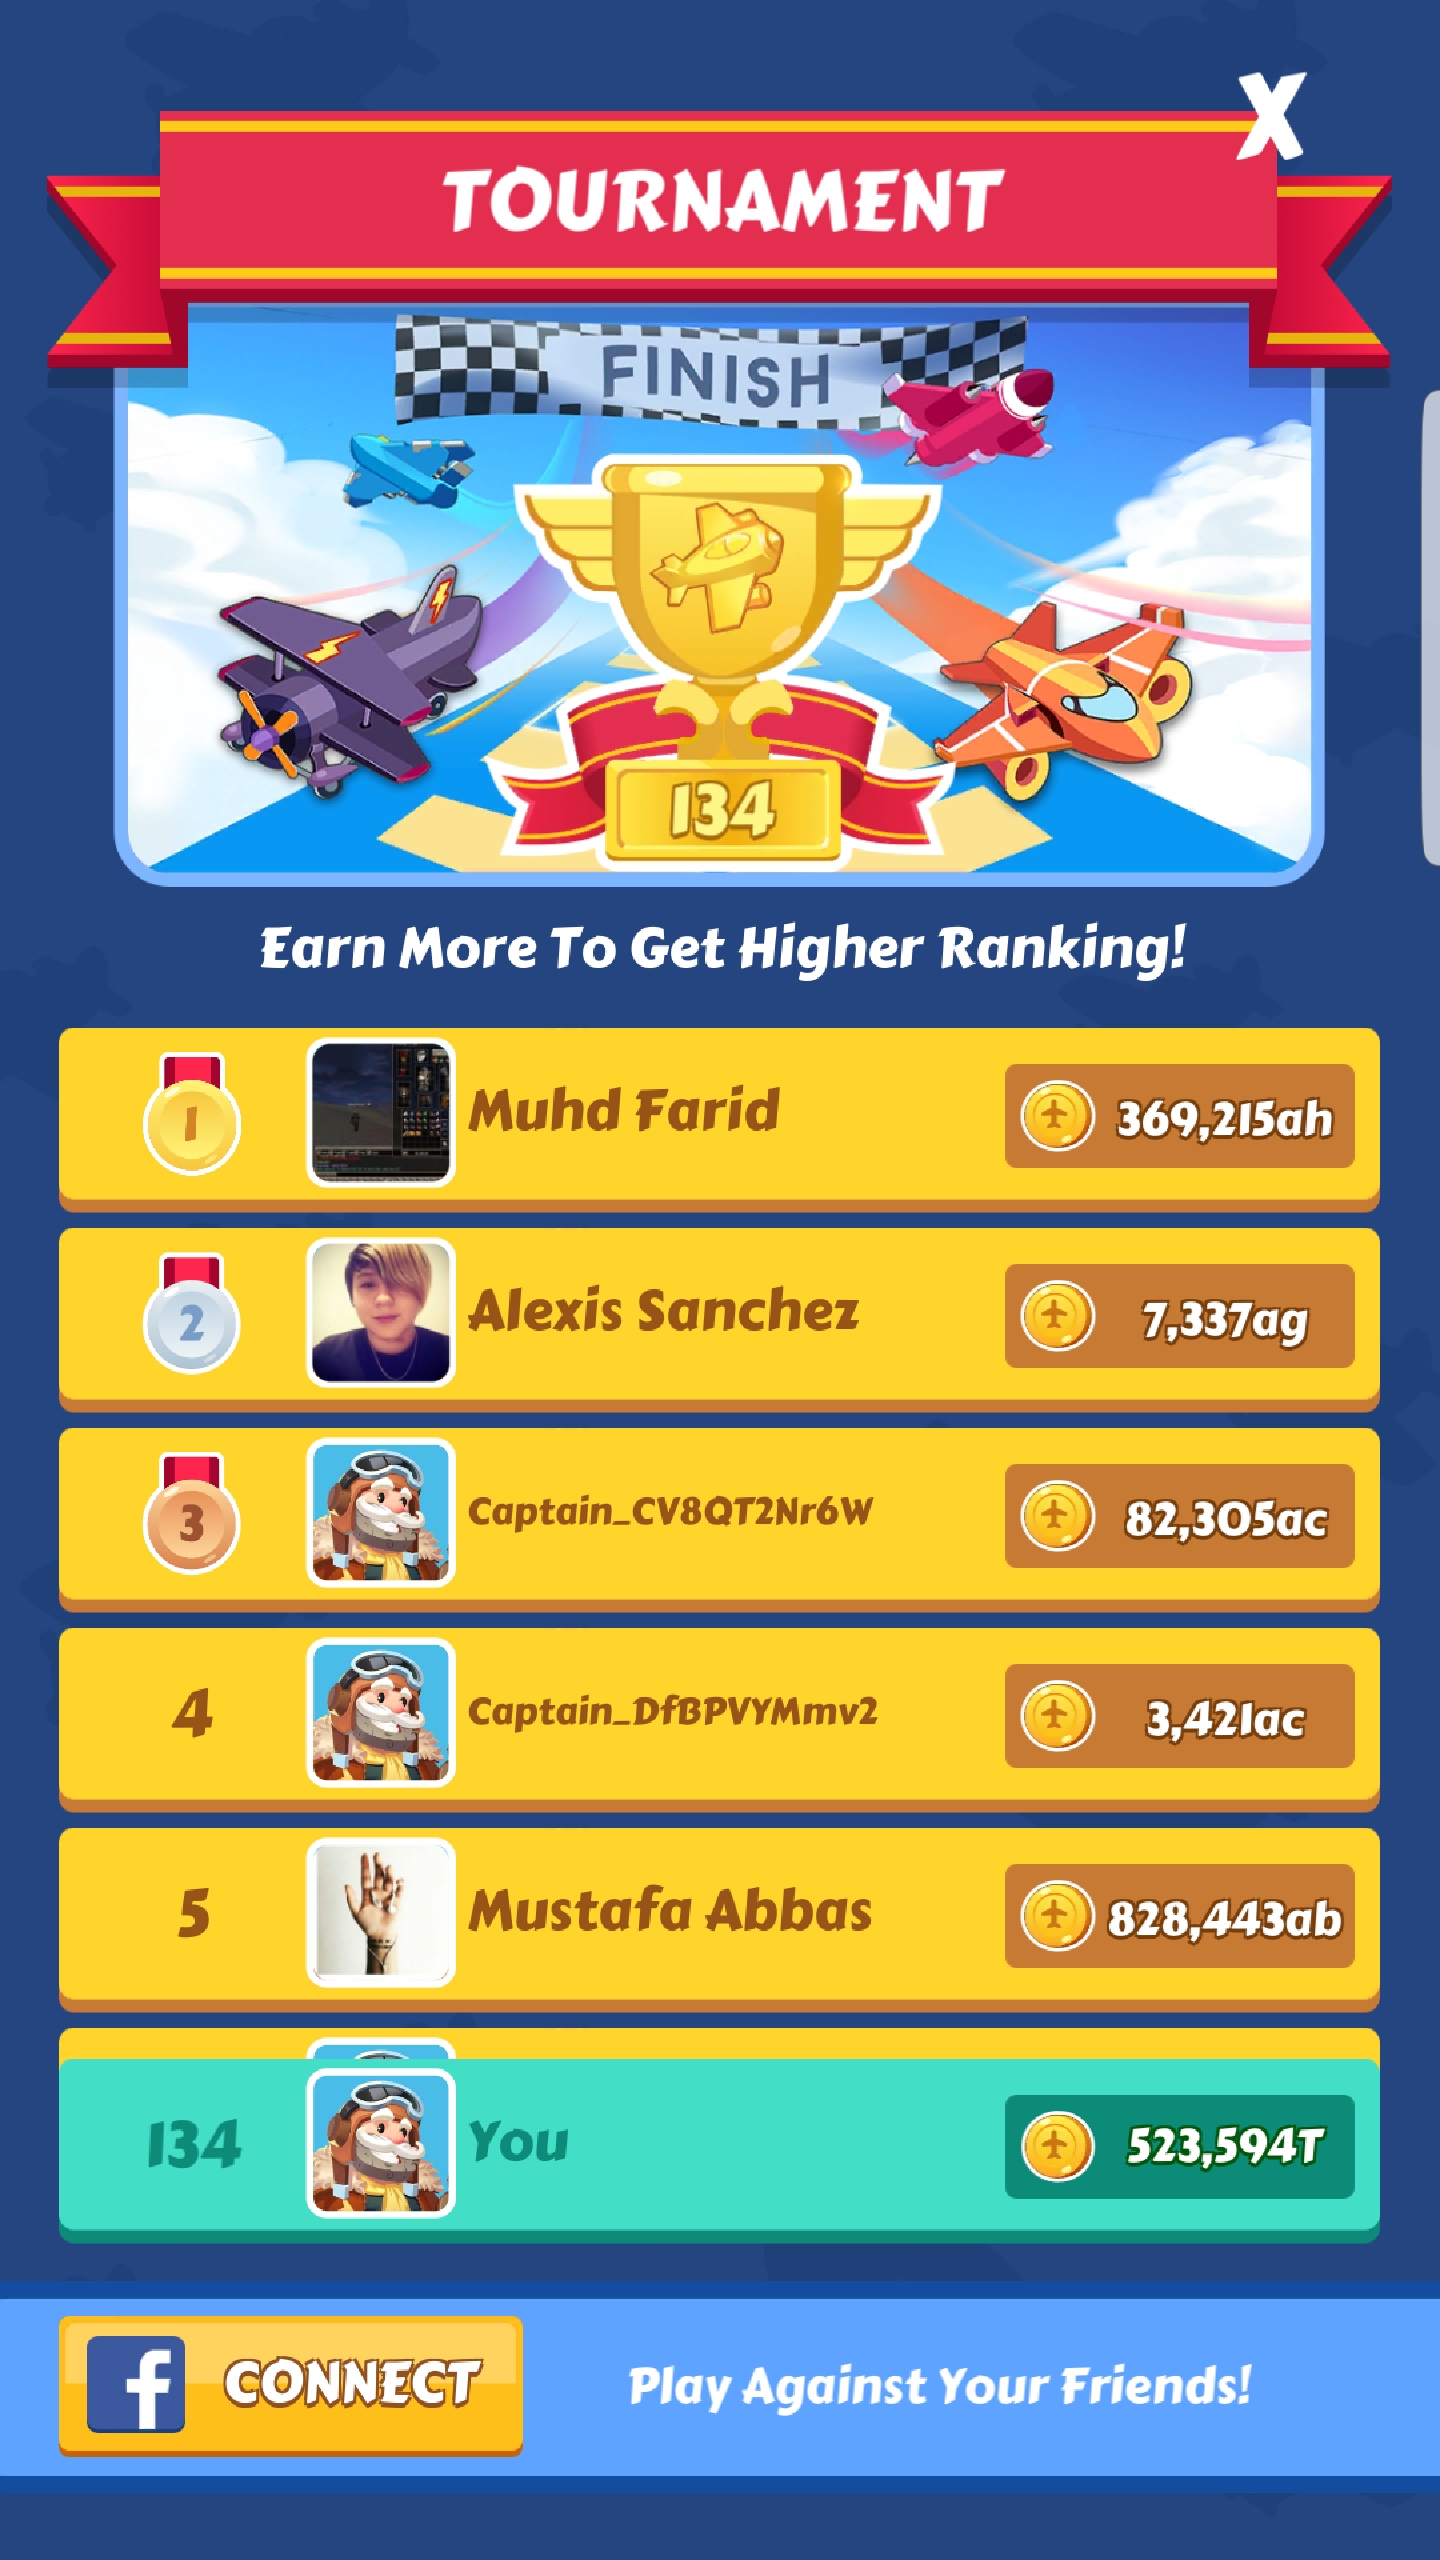 X
TOURNAMENT
FINISH
134
Earn More To Get Higher Ranking!
1 Muhd Farid 369,215ah
2 Alexis Sanchez 7,337ag
3 Captain_CV8QT2Nr6W 82,305ac
4 Captain_DfBPVYMmv2 3,421ac
5 Mustafa Abbas 828,443ab
134 You 523,594T
f CONNECT Play Against Your Friends!